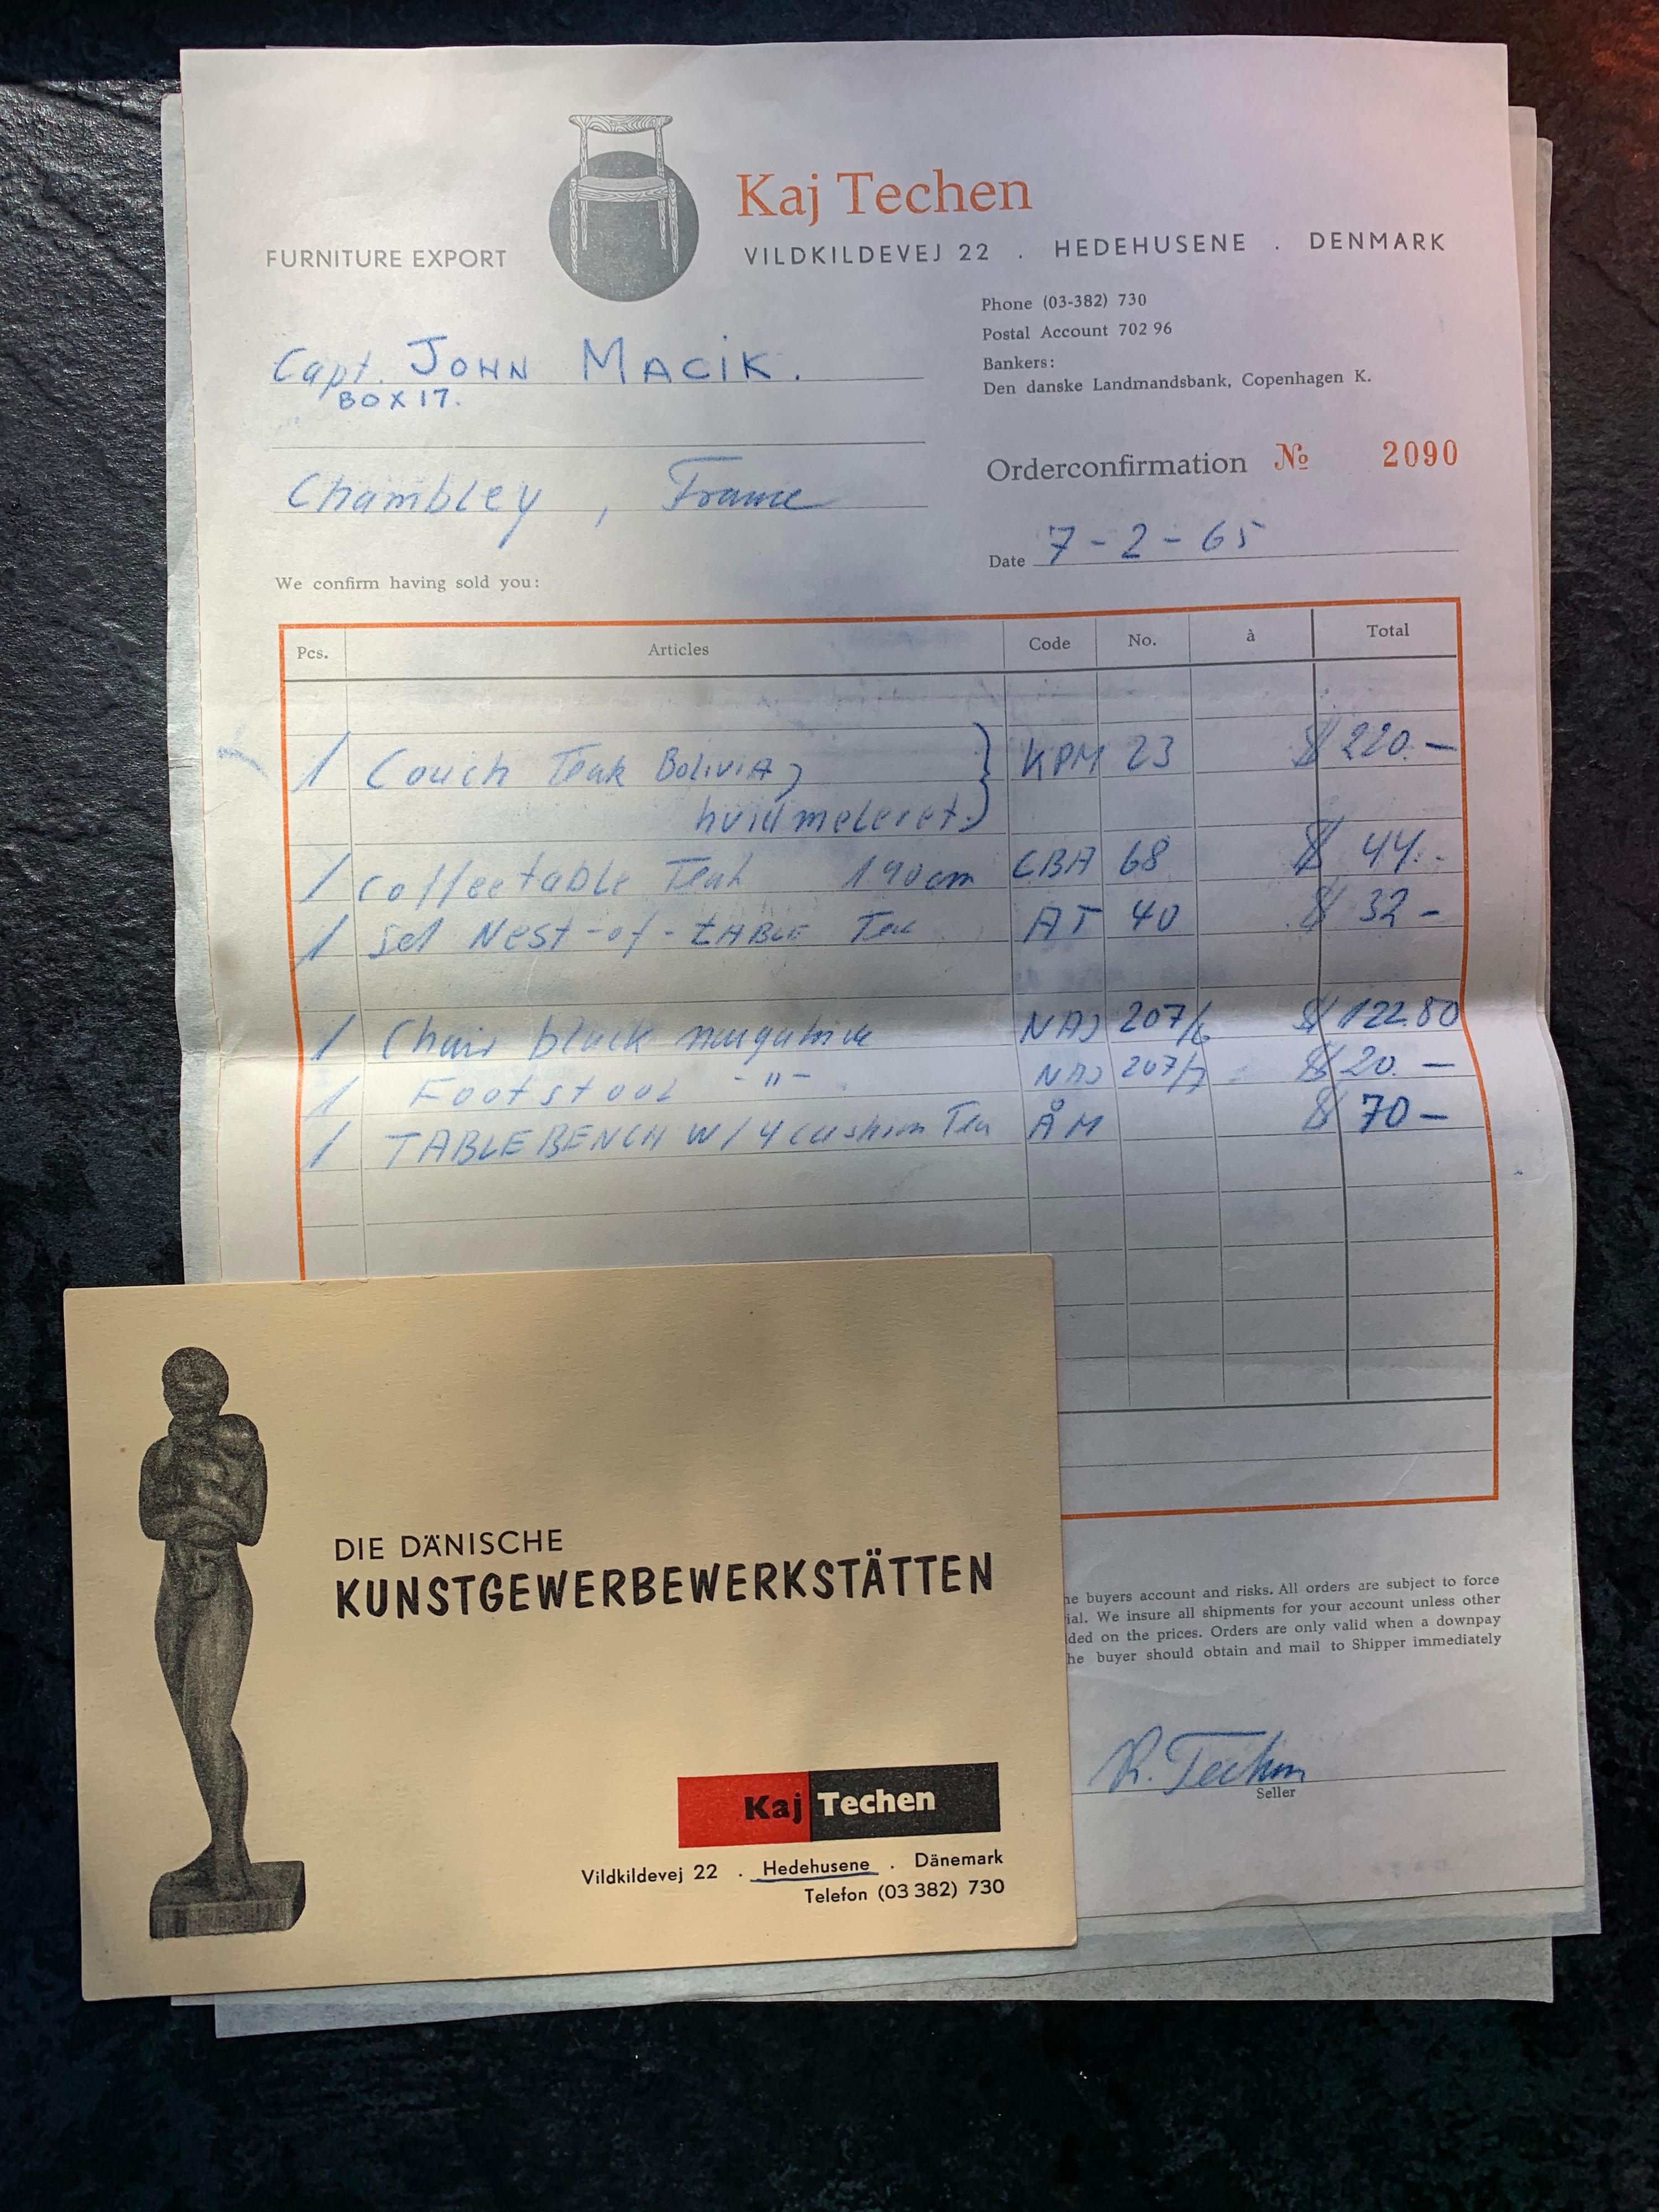 Kaj Techen
FURNITURE EXPORT
VILDKILDEVEJ 22 . HEDEHUSENE . DENMARK
Phone (03-382) 730
Postal Account 702 96
Bankers:
Den danske Landmandsbank, Copenhagen K.
Capt. JOHN MACIK.
BOX 17.
Chambley, France
Orderconfirmation № 2090
Date 7-2-65
We confirm having sold you:
Pcs. Articles Code No. à Total
1 Couch Teak BOLIVIA, } KPM 23 $ 220.—
hvidmeleret.
1 Coffeetable Teak 190cm CBA 68 $ 44.-
1 set Nest-of-tABLE AT 40 $ 32-
1 Chair black NAJ 207/6 $ 122.80
1 Footstool -"- NAJ 207/7 $ 20.—
1 TABLEBENCH W/ 4 cushion ÅM $ 70—
he buyers account and risks. All orders are subject to force
ial. We insure all shipments for your account unless other
ded on the prices. Orders are only valid when a downpay
he buyer should obtain and mail to Shipper immediately
K. Techen
Seller
DIE DÄNISCHE
KUNSTGEWERBEWERKSTÄTTEN
Kaj Techen
Vildkildevej 22 . Hedehusene . Dänemark
Telefon (03 382) 730